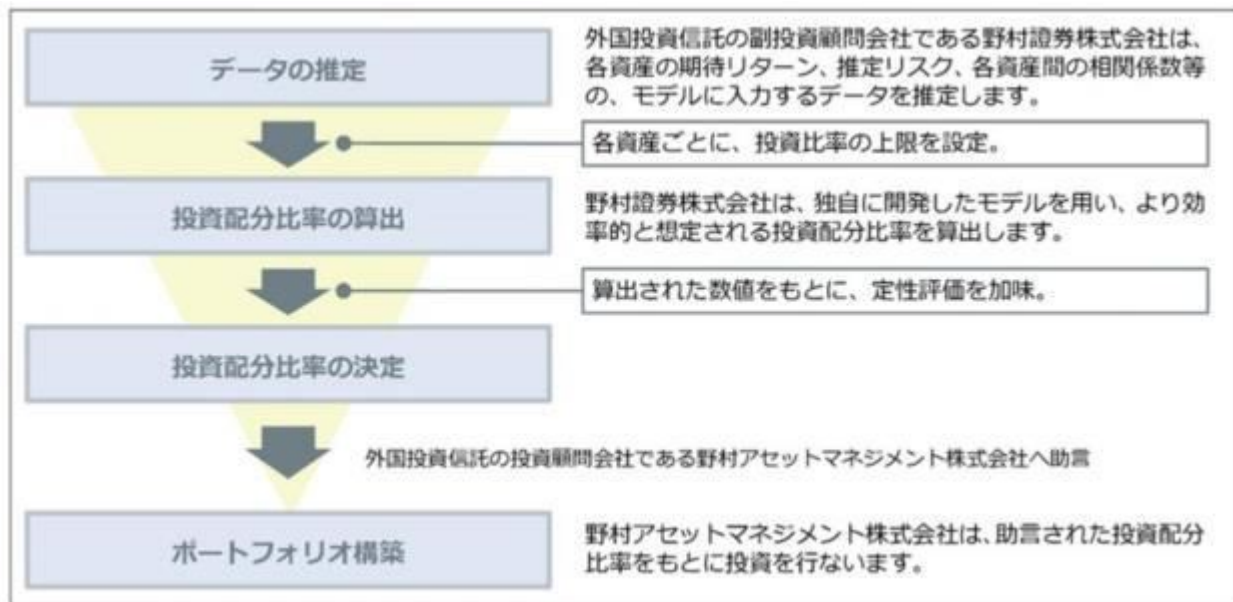 データの推定
外国投資信託の副投資顧問会社である野村證券株式会社は、
各資産の期待リターン、推定リスク、各資産間の相関係数等
の、モデルに入力するデータを推定します。
各資産ごとに、投資比率の上限を設定。
投資配分比率の算出
野村證券株式会社は、独自に開発したモデルを用い、より効
率的と想定される投資配分比率を算出します。
算出された数値をもとに、定性評価を加味。
投資配分比率の決定
外国投資信託の投資顧問会社である野村アセットマネジメント株式会社へ助言
ポートフォリオ構築
野村アセットマネジメント株式会社は、助言された投資配分
比率をもとに投資を行ないます。